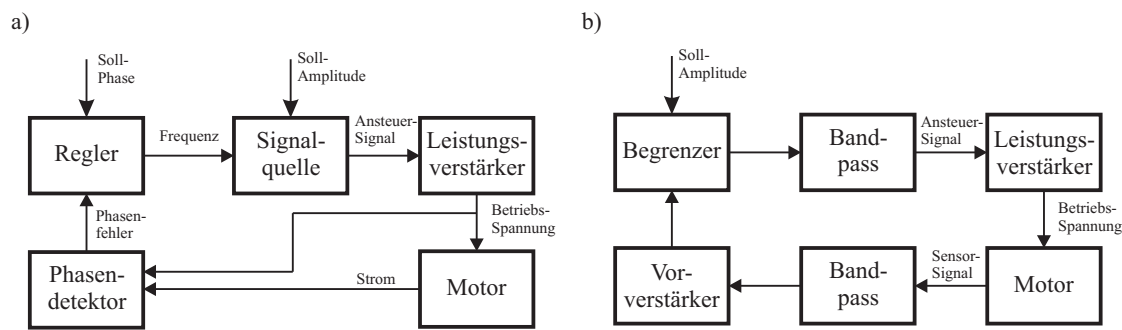 a)
Soll-
Phase
Soll-
Amplitude
Regler
Frequenz
Signal-
quelle
Ansteuer-
Signal
Leistungs-
verstärker
Phasen-
fehler
Betriebs-
Spannung
Phasen-
detektor
Strom
Motor
b)
Soll-
Amplitude
Begrenzer
Band-
pass
Ansteuer-
Signal
Leistungs-
verstärker
Betriebs-
Spannung
Vor-
verstärker
Band-
pass
Sensor-
Signal
Motor